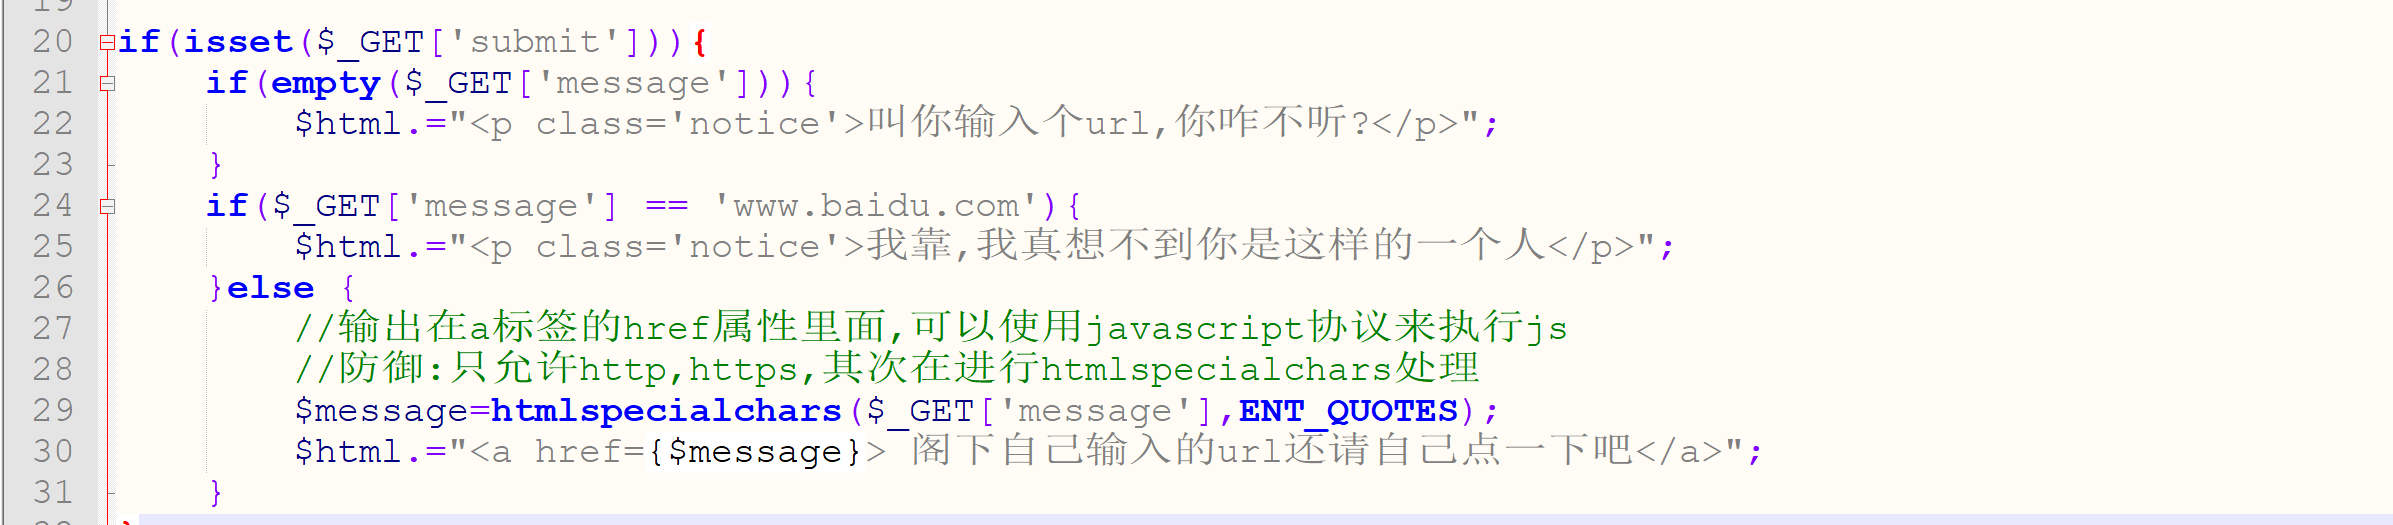 19
20 if(isset($_GET['submit'])){
21     if(empty($_GET['message'])){
22         $html.="<p class='notice'>叫你输入个url,你咋不听?</p>";
23     }
24     if($_GET['message'] == 'www.baidu.com'){
25         $html.="<p class='notice'>我靠,我真想不到你是这样的一个人</p>";
26     }else {
27         //输出在a标签的href属性里面,可以使用javascript协议来执行js
28         //防御:只允许http,https,其次在进行htmlspecialchars处理
29         $message=htmlspecialchars($_GET['message'],ENT_QUOTES);
30         $html.="<a href={$message}> 阁下自己输入的url还请自己点一下吧</a>";
31     }